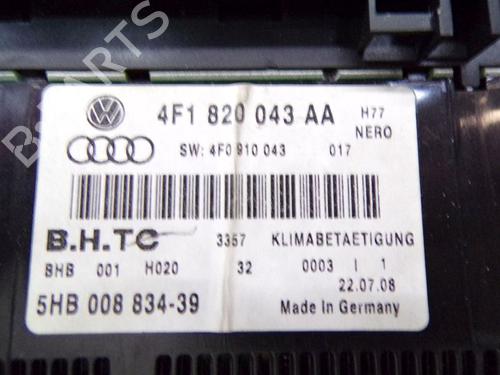 PARTS
4F1 820 043 AA H77
NERO
SW: 4F0 910 043 017
B.H.TC 3357 KLIMABETAETIGUNG
BHB 001 H020 32 0003 | 1
22.07.08
5HB 008 834-39 Made in Germany